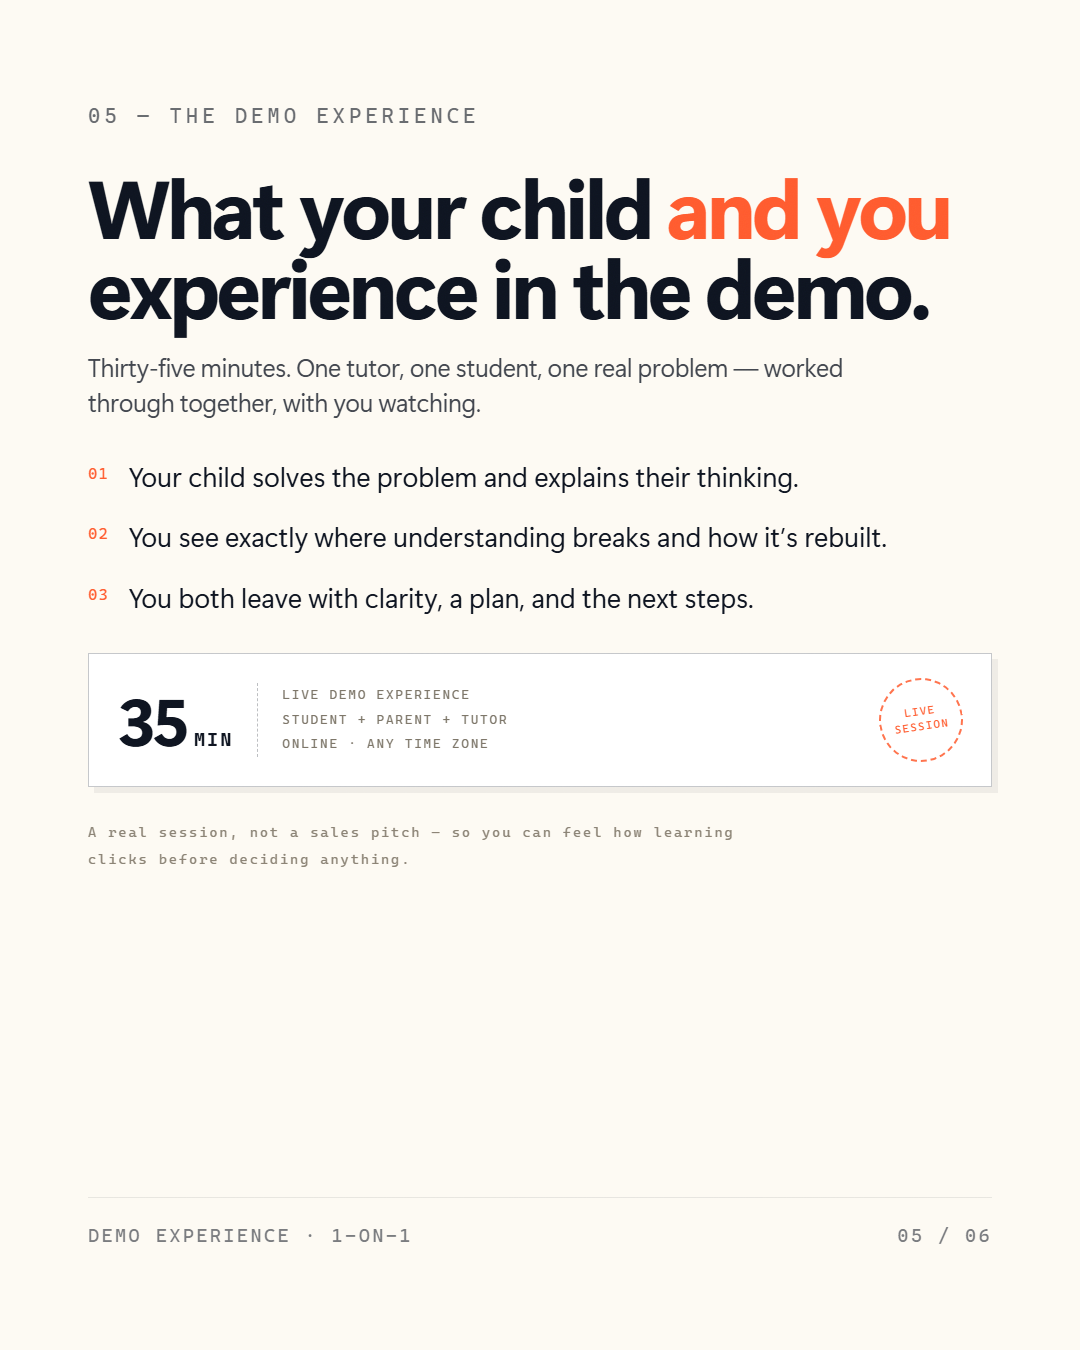 05 — THE DEMO EXPERIENCE
What your child and you
experience in the demo.
Thirty-five minutes. One tutor, one student, one real problem — worked
through together, with you watching.
01 Your child solves the problem and explains their thinking.
02 You see exactly where understanding breaks and how it’s rebuilt.
03 You both leave with clarity, a plan, and the next steps.
35 MIN
LIVE DEMO EXPERIENCE
STUDENT + PARENT + TUTOR
ONLINE · ANY TIME ZONE
LIVE
SESSION
A real session, not a sales pitch — so you can feel how learning
clicks before deciding anything.
DEMO EXPERIENCE · 1-ON-1
05 / 06